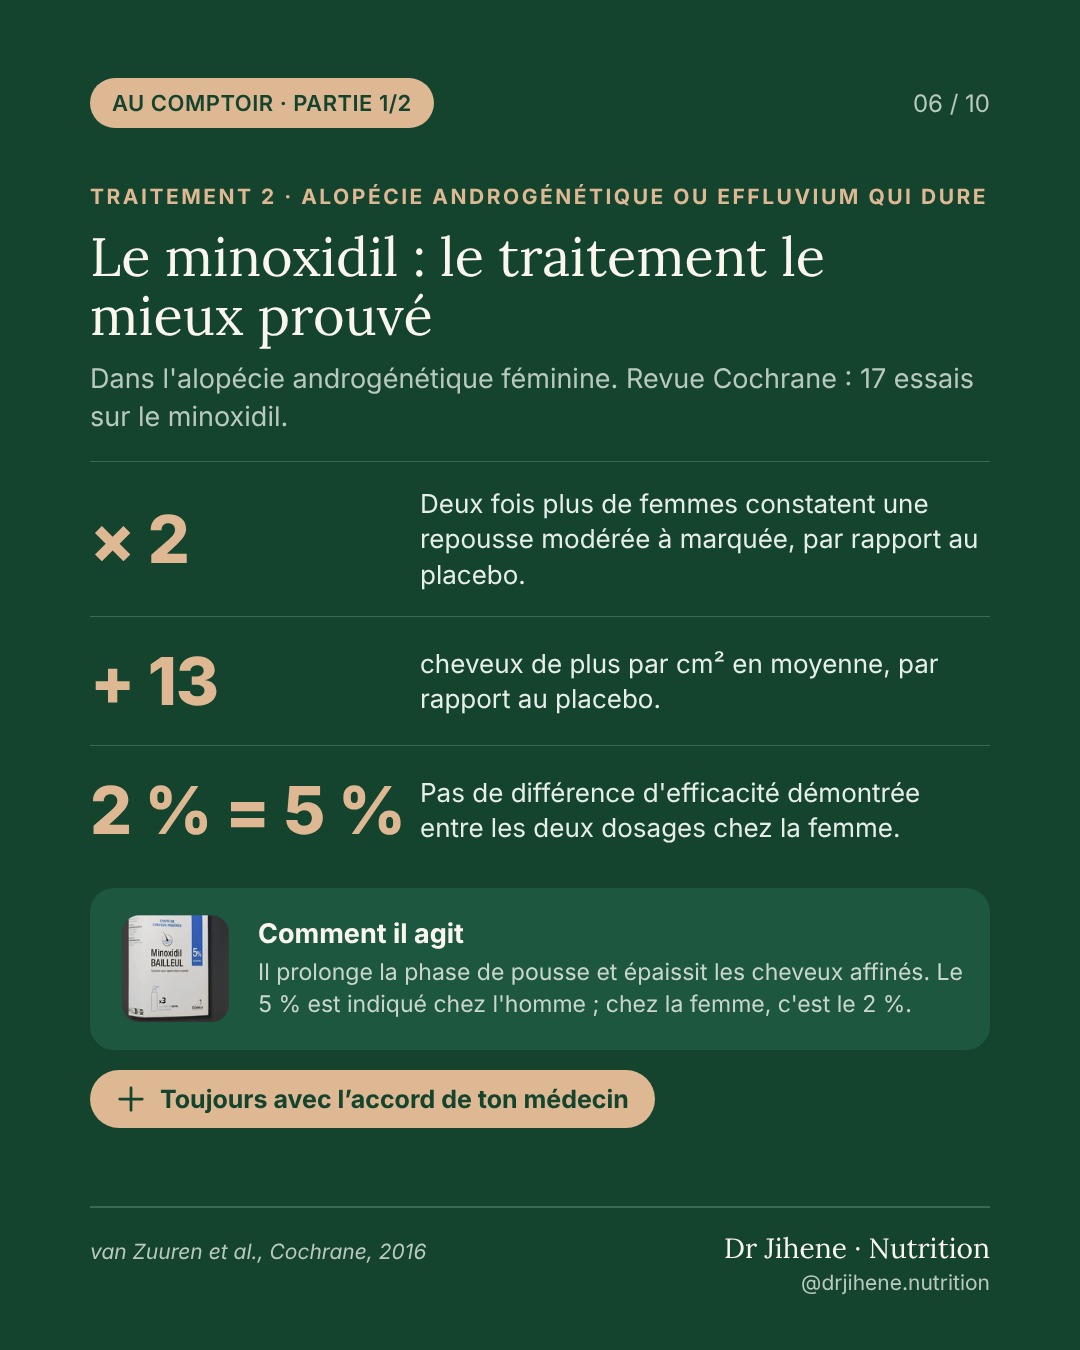 AU COMPTOIR · PARTIE 1/2
06 / 10
TRAITEMENT 2 · ALOPÉCIE ANDROGÉNÉTIQUE OU EFFLUVIUM QUI DURE
Le minoxidil : le traitement le
mieux prouvé
Dans l'alopécie androgénétique féminine. Revue Cochrane : 17 essais
sur le minoxidil.
× 2
Deux fois plus de femmes constatent une
repousse modérée à marquée, par rapport au
placebo.
+ 13
cheveux de plus par cm² en moyenne, par
rapport au placebo.
2 % = 5 %
Pas de différence d'efficacité démontrée
entre les deux dosages chez la femme.
Minoxidil
BAILLEUL
5%
x3
Comment il agit
Il prolonge la phase de pousse et épaissit les cheveux affinés. Le
5 % est indiqué chez l'homme ; chez la femme, c'est le 2 %.
+ Toujours avec l’accord de ton médecin
van Zuuren et al., Cochrane, 2016
Dr Jihene · Nutrition
@drjihene.nutrition